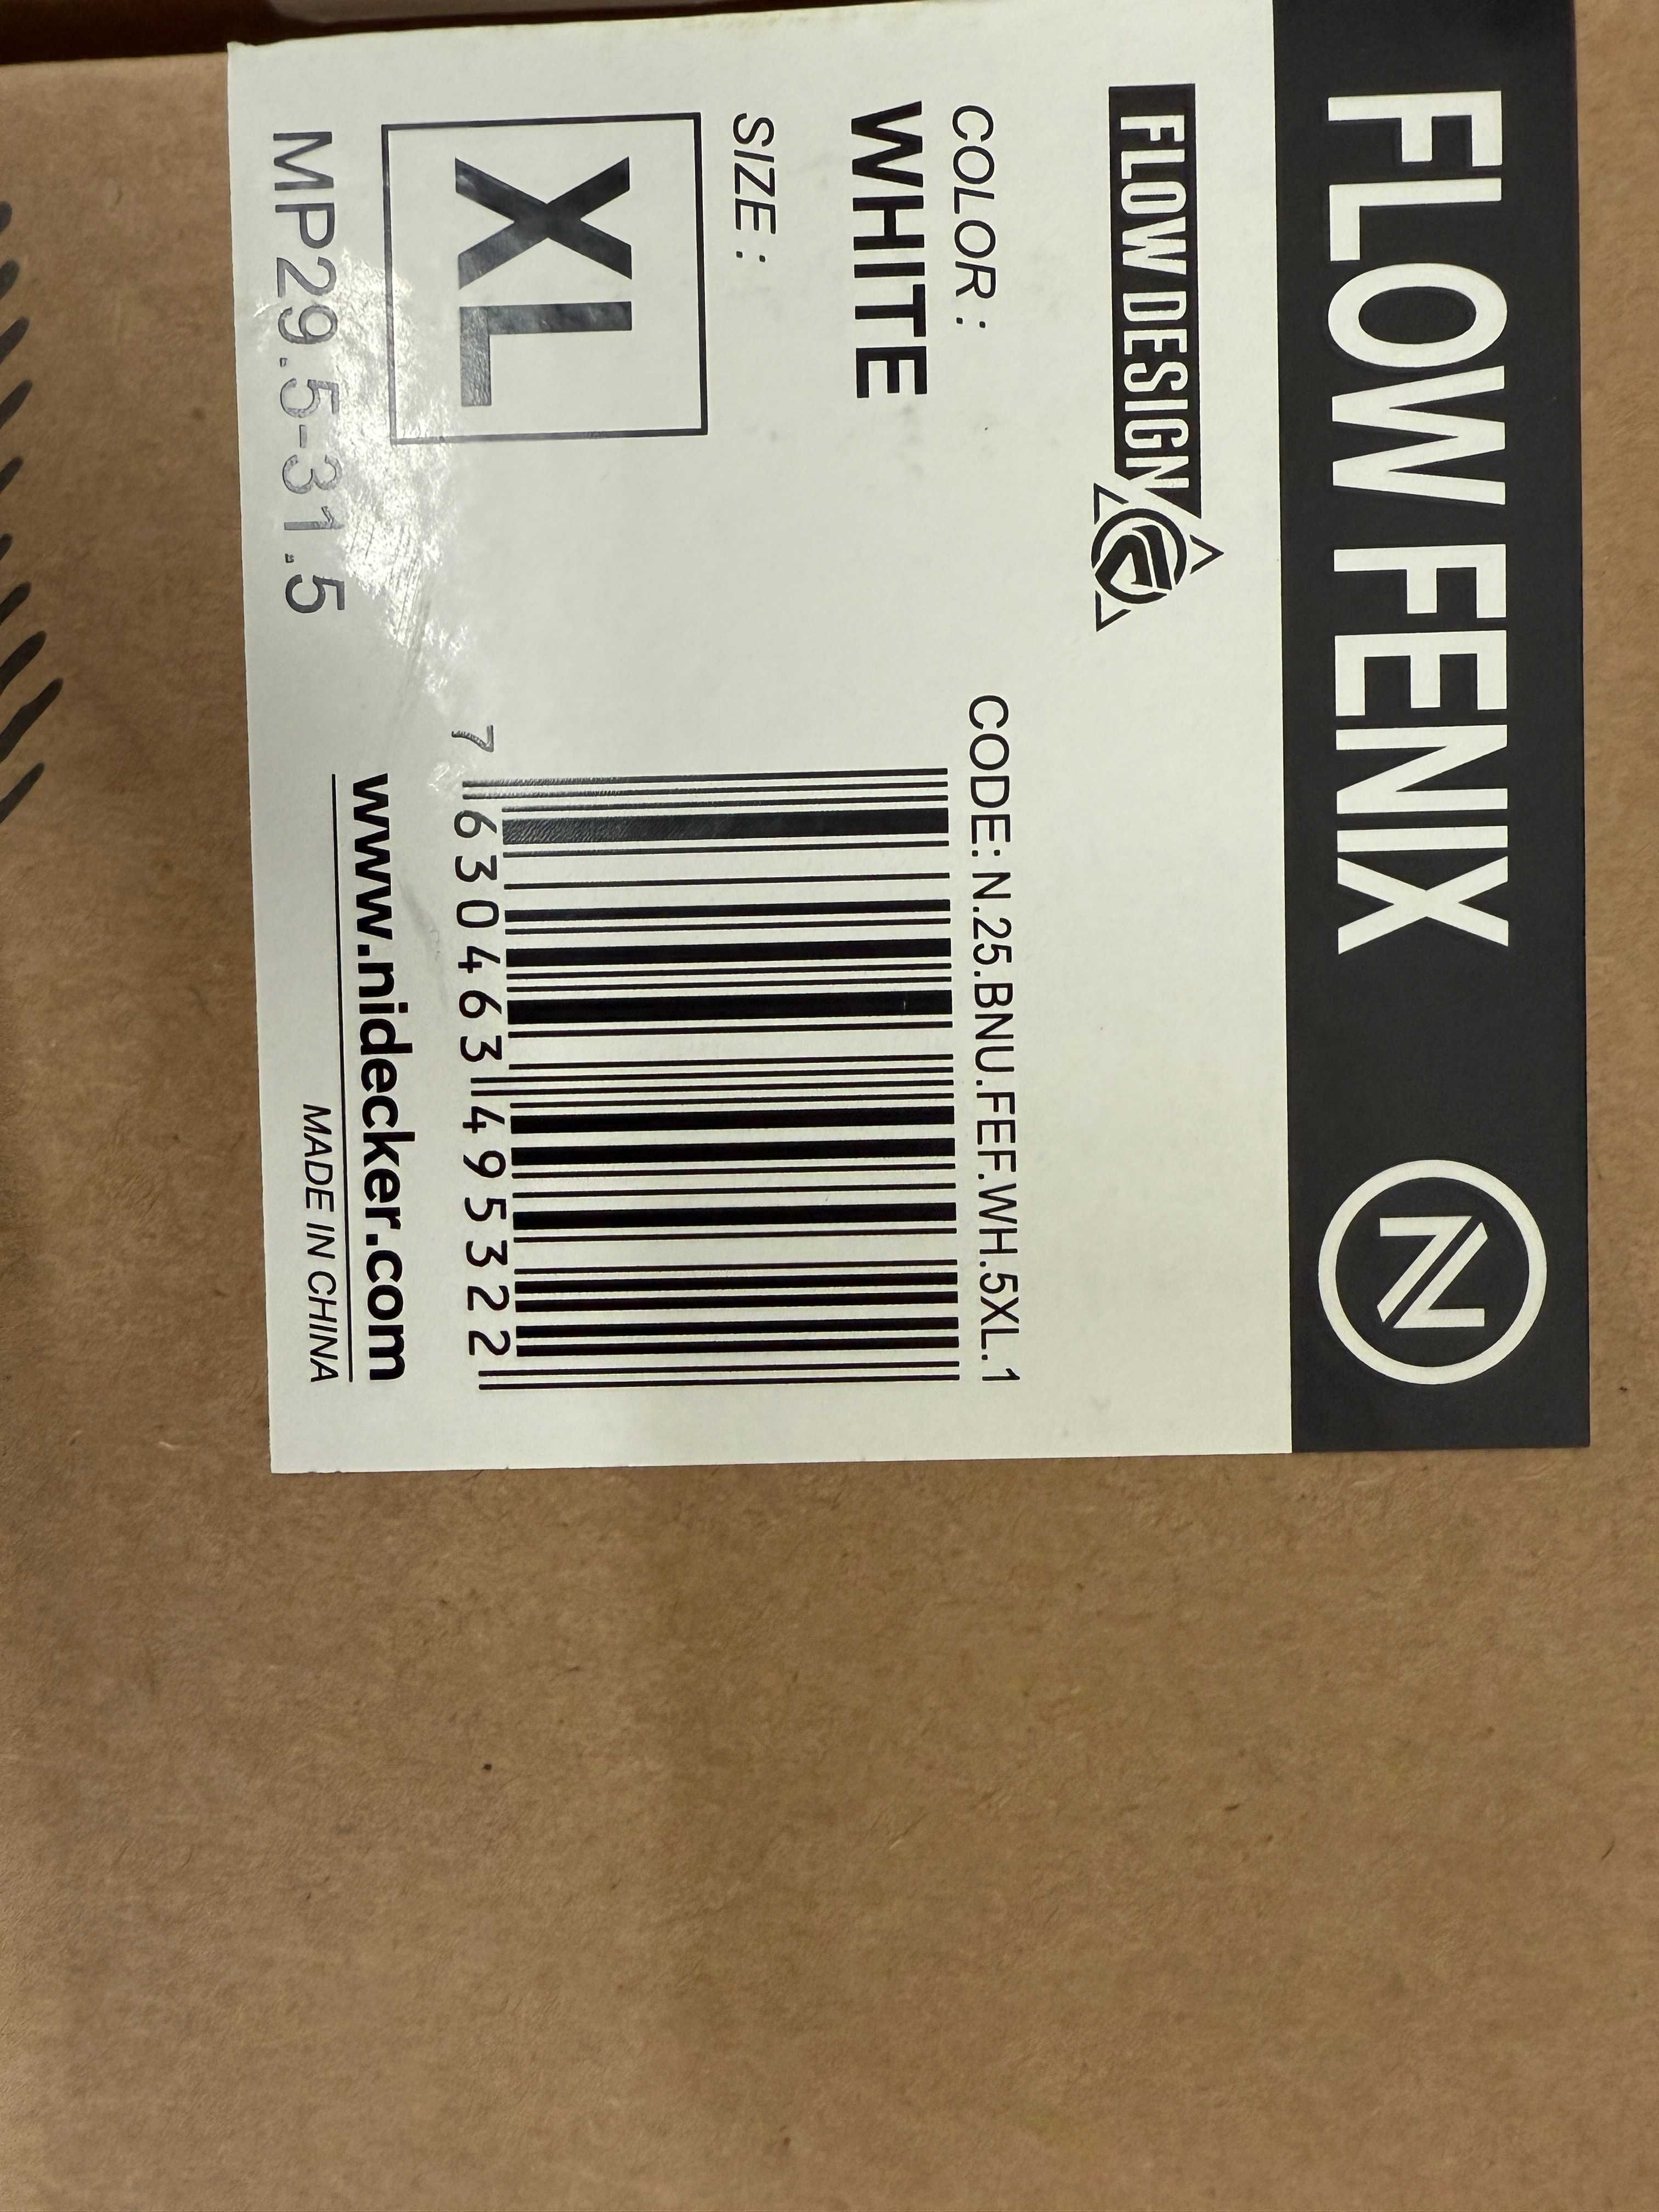 FLOW FENIX
FLOW DESIGN
COLOR :
WHITE
SIZE :
XL
MP29.5-31.5
CODE: N.25.BNU.FEF.WH.5XL.1
7 630463 495322
www.nidecker.com
MADE IN CHINA